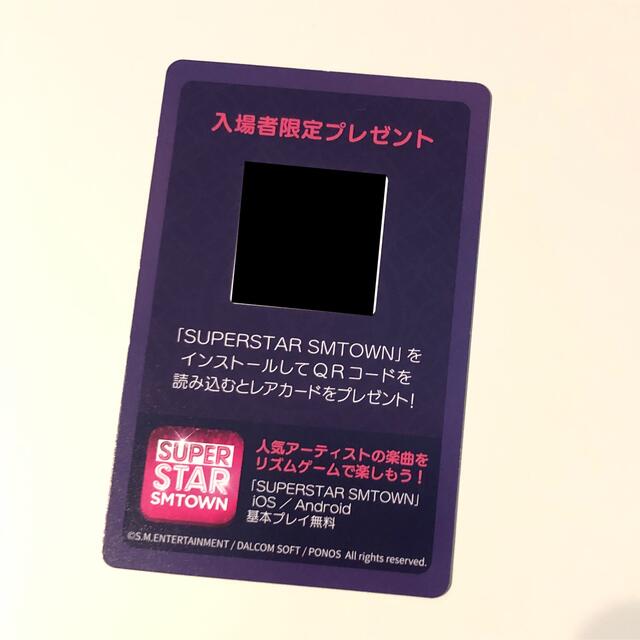 入場者限定プレゼント
「SUPERSTAR SMTOWN」を
インストールしてQRコードを
読み込むとレアカードをプレゼント!
SUPER
STAR
SMTOWN
人気アーティストの楽曲を
リズムゲームで楽しもう!
「SUPERSTAR SMTOWN」
iOS / Android
基本プレイ無料
©S.M.ENTERTAINMENT / DALCOM SOFT / PONOS All rights reserved.